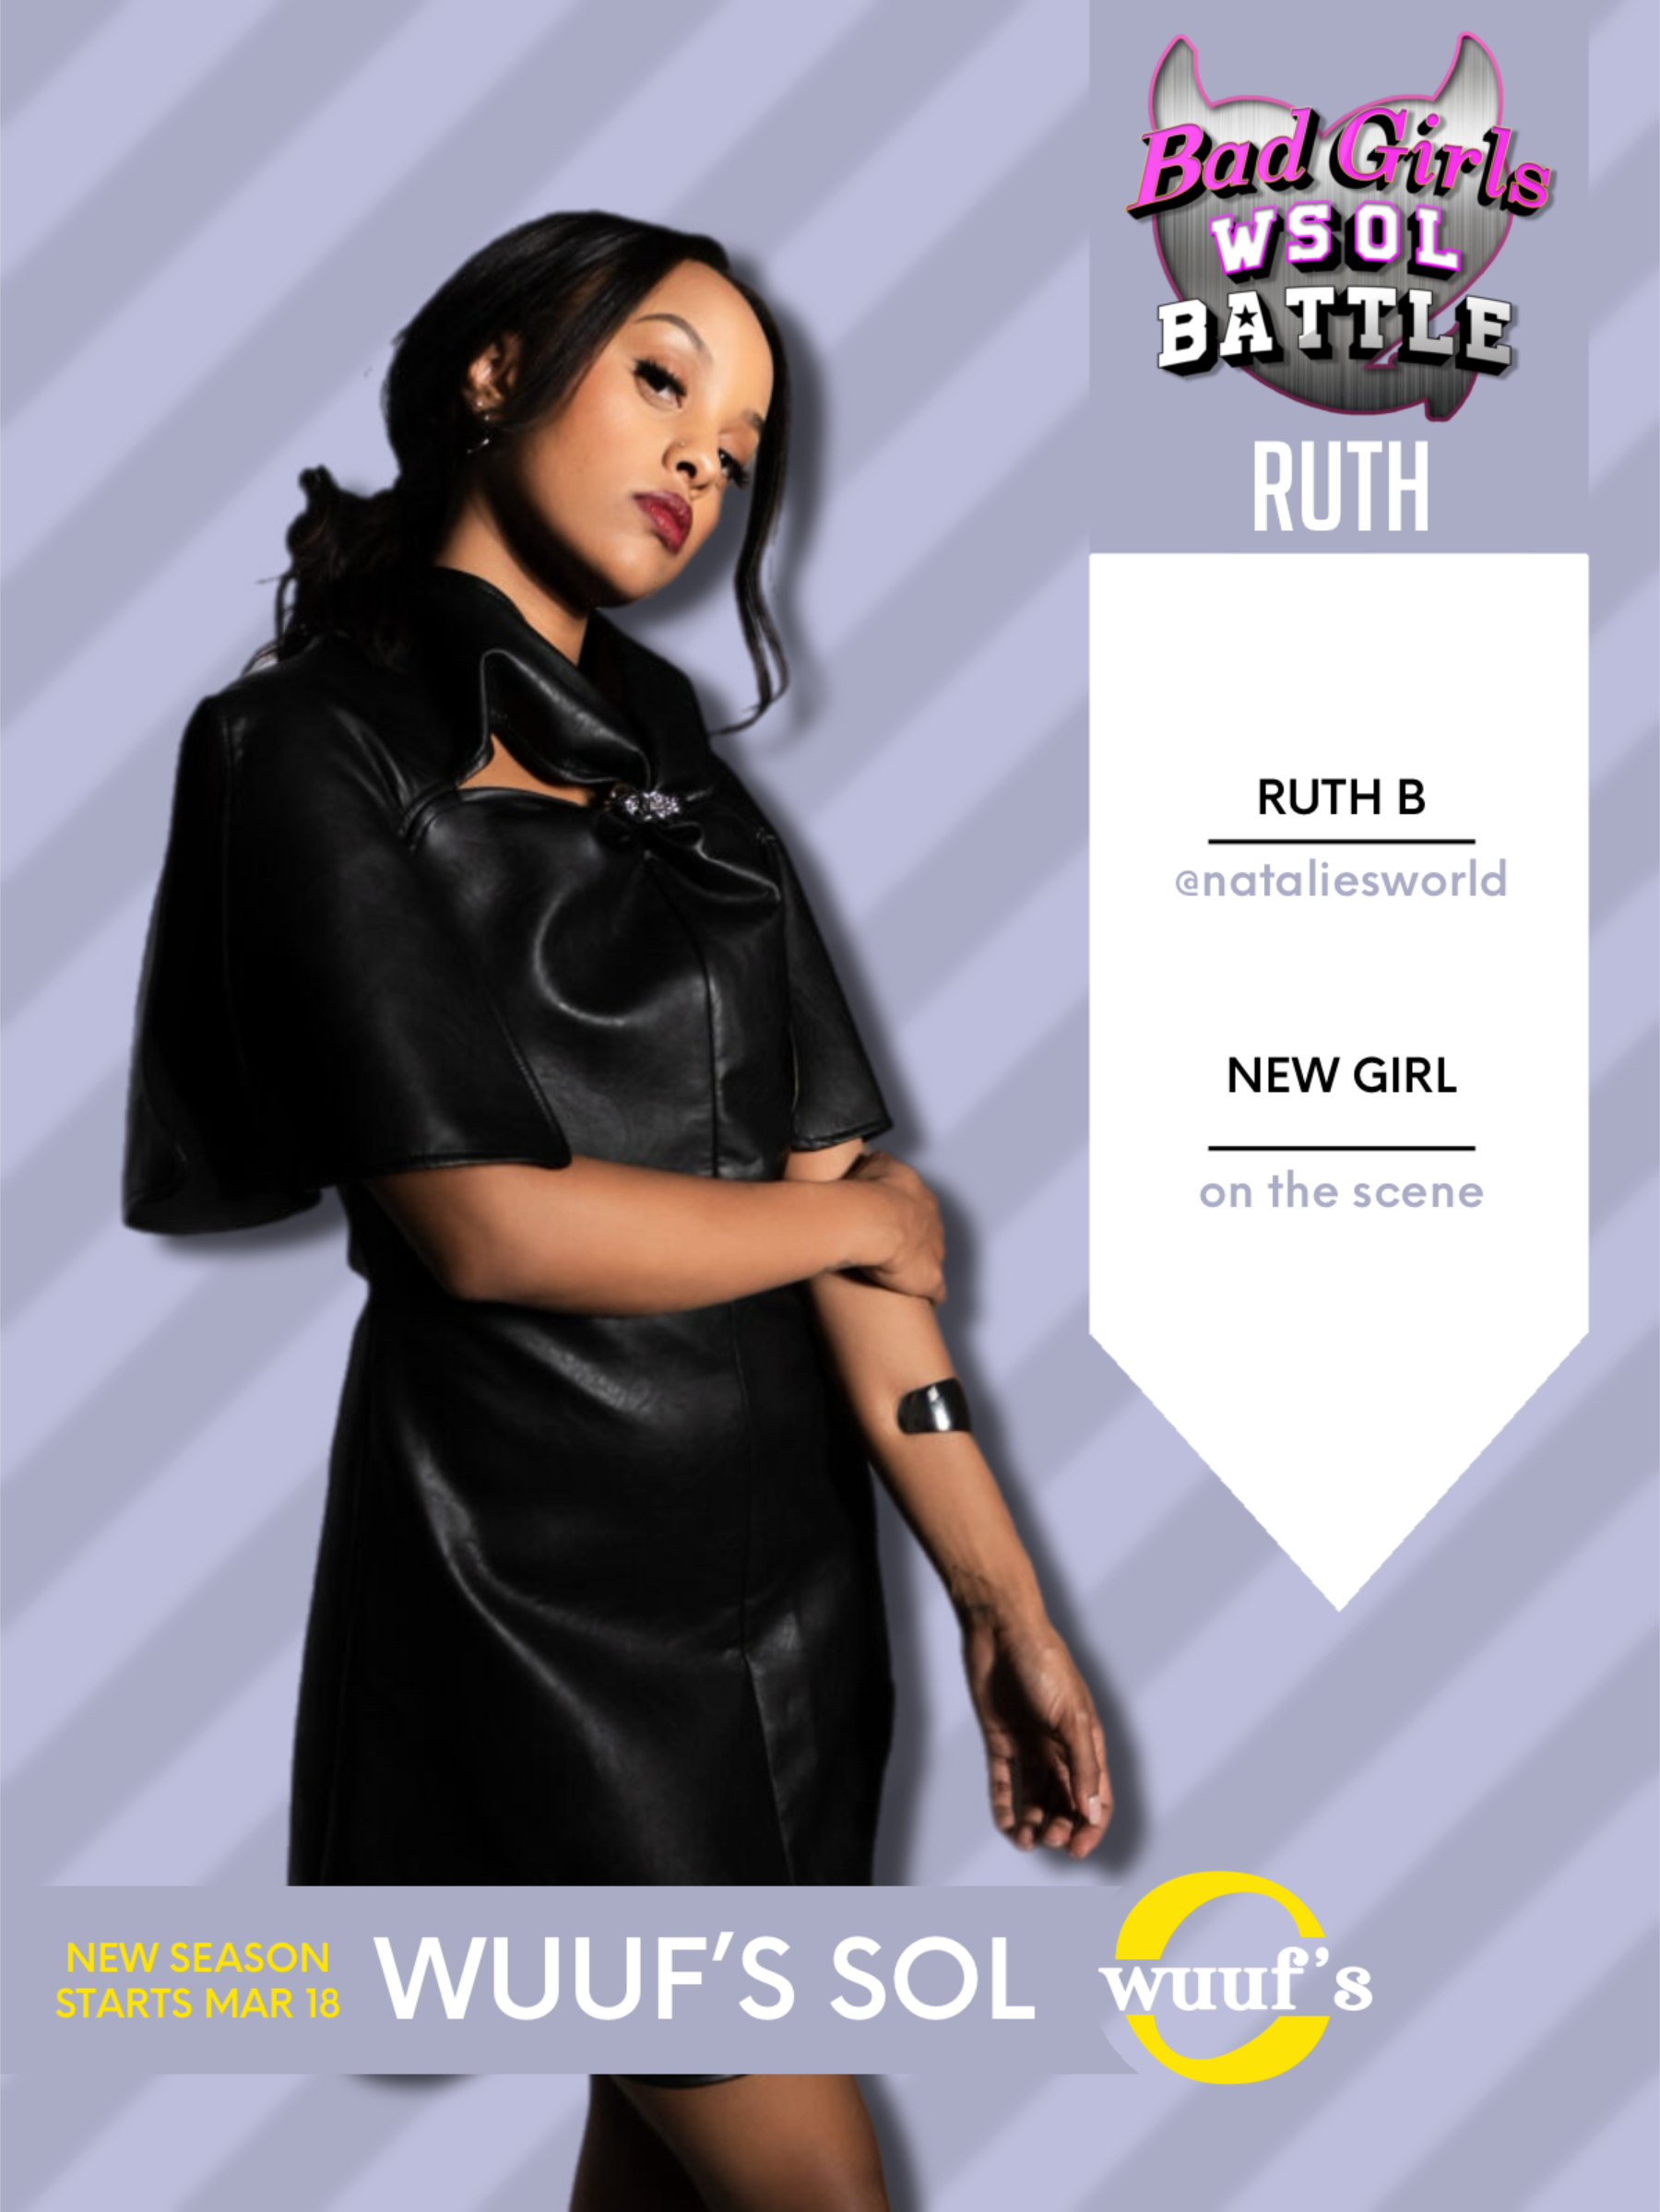 Bad Girls
WSOL
BATTLE
RUTH
RUTH B
@nataliesworld
NEW GIRL
on the scene
NEW SEASON
STARTS MAR 18
WUUF'S SOL
wuuf's